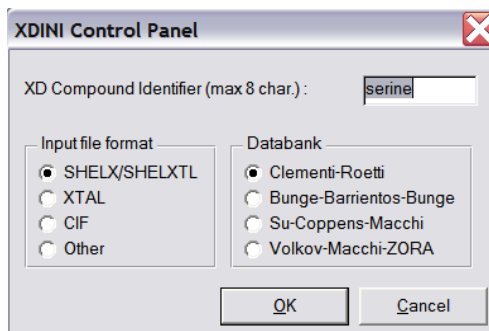 XDINI Control Panel
XD Compound Identifier (max 8 char.) : serine
Input file format
SHELX/SHELXTL
XTAL
CIF
Other
Databank
Clementi-Roetti
Bunge-Barrientos-Bunge
Su-Coppens-Macchi
Volkov-Macchi-ZORA
OK Cancel